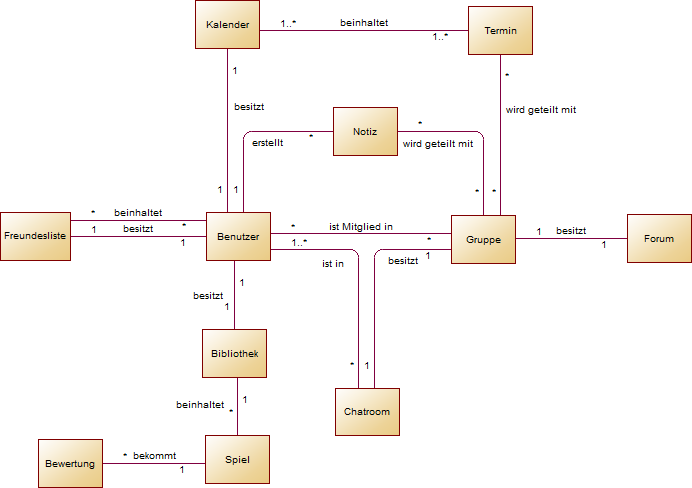 Kalender
1..*
beinhaltet
1..*
Termin
1
*
besitzt
wird geteilt mit
Notiz
*
*
erstellt
wird geteilt mit
1
1
*
*
Freundesliste
*
beinhaltet
*
1
besitzt
1
Benutzer
*
ist Mitglied in
*
1..*
ist in
besitzt
1
Gruppe
1
besitzt
1
Forum
1
besitzt
1
Bibliothek
*
1
1
beinhaltet
*
Chatroom
Bewertung
*
bekommt
1
Spiel